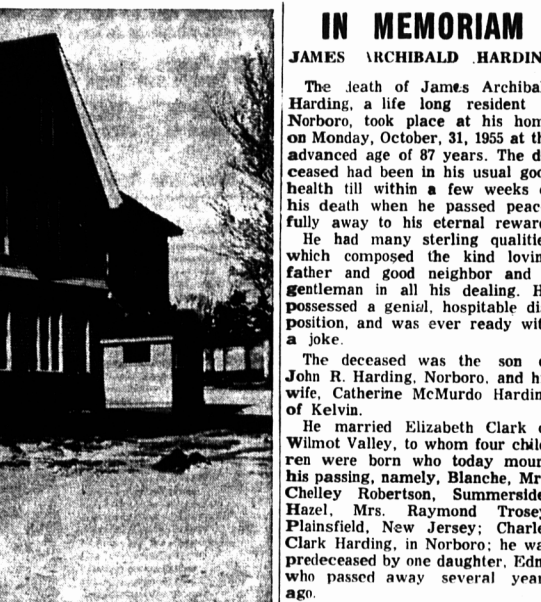 IN MEMORIAM
JAMES ARCHIBALD HARDIN
The death of James Archibal
Harding, a life long resident
Norboro, took place at his hom
on Monday, October, 31, 1955 at th
advanced age of 87 years. The d
ceased had been in his usual goo
health till within a few weeks o
his death when he passed peac
fully away to his eternal reward
He had many sterling qualitie
which composed the kind lovin
father and good neighbor and
gentleman in all his dealing. H
possessed a genial, hospitable dis
position, and was ever ready wit
a joke.
The deceased was the son o
John R. Harding, Norboro, and hi
wife, Catherine McMurdo Hardin
of Kelvin.
He married Elizabeth Clark o
Wilmot Valley, to whom four child
ren were born who today mour
his passing, namely, Blanche, Mr
Chelley Robertson, Summerside
Hazel, Mrs. Raymond Trosey
Plainsfield, New Jersey; Charle
Clark Harding, in Norboro; he wa
predeceased by one daughter, Edn
who passed away several year
ago.